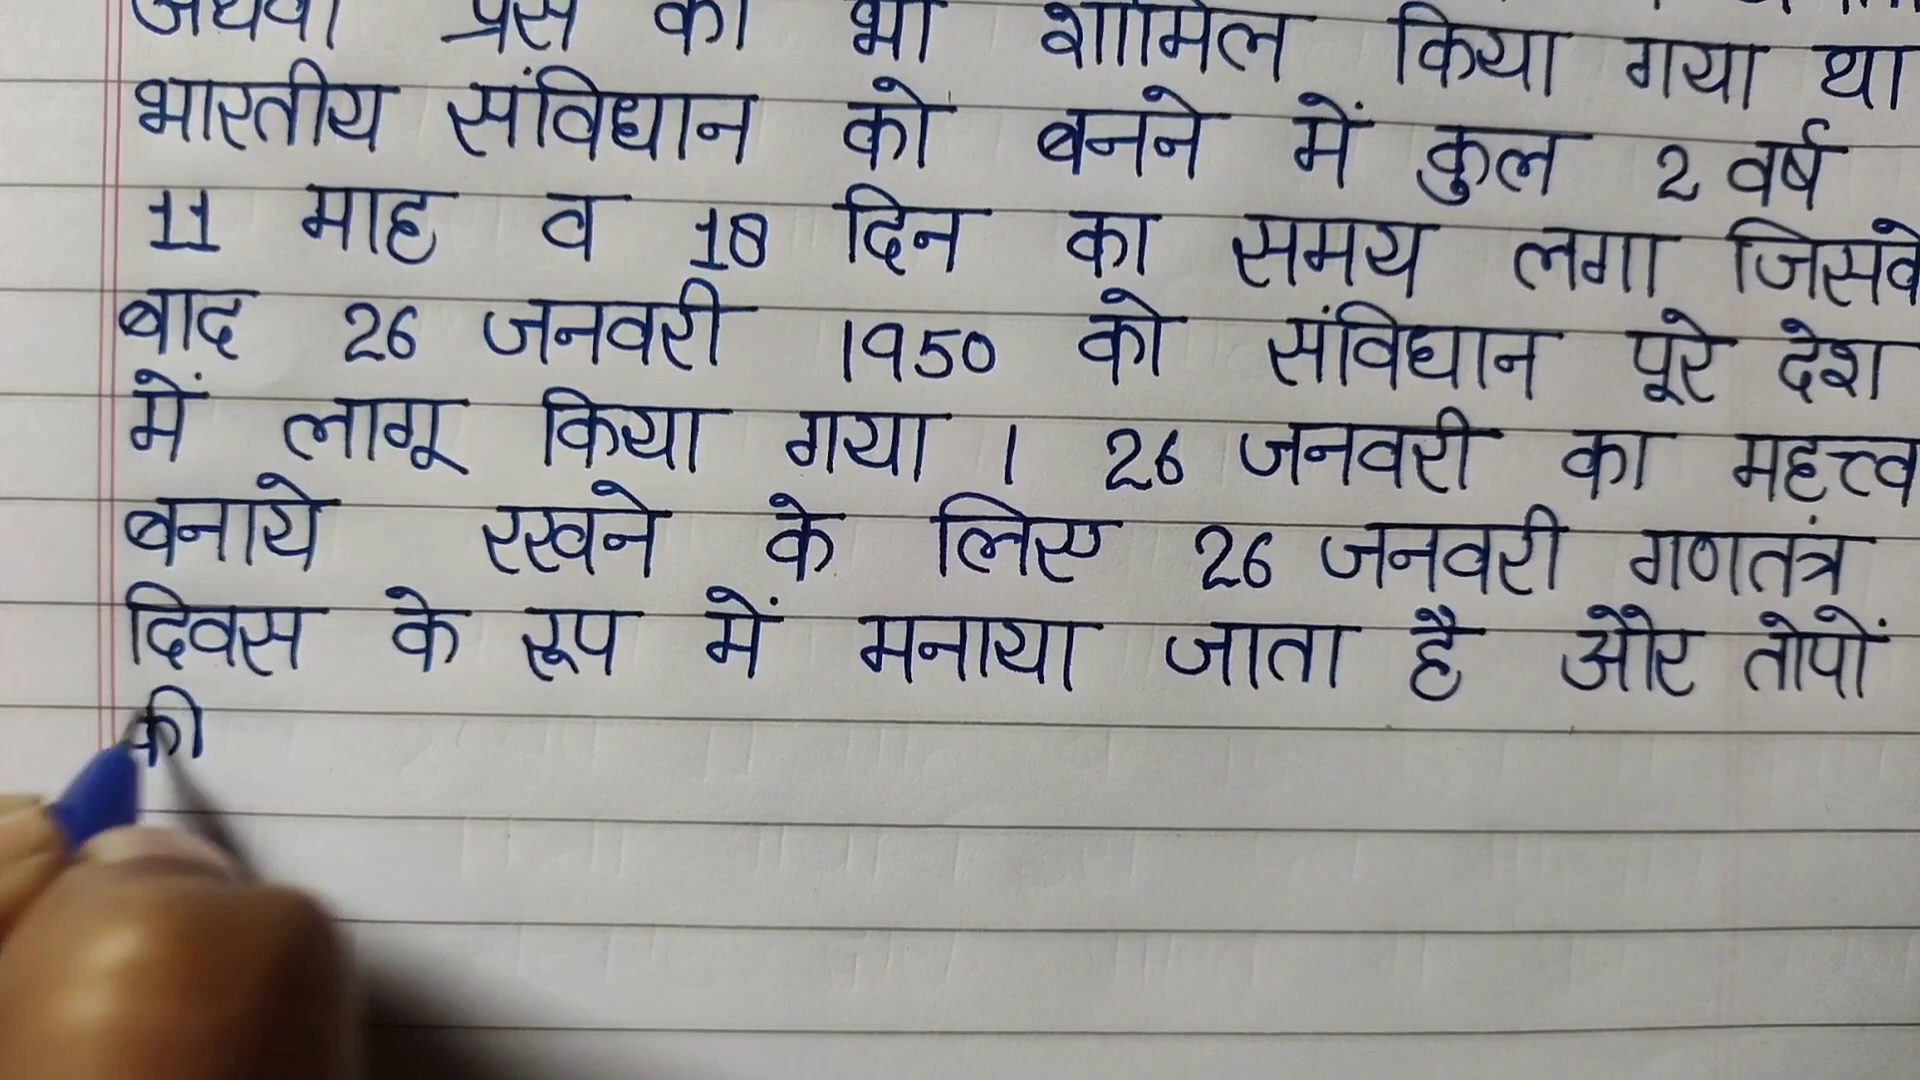 अथवा प्रेस को भी शामिल किया गया था
भारतीय संविधान को बनने में कुल 2 वर्ष
11 माह व 18 दिन का समय लगा जिसके
बाद 26 जनवरी 1950 को संविधान पूरे देश
में लागू किया गया । 26 जनवरी का महत्त्व
बनाये रखने के लिए 26 जनवरी गणतंत्र
दिवस के रूप में मनाया जाता है और तोपों
की